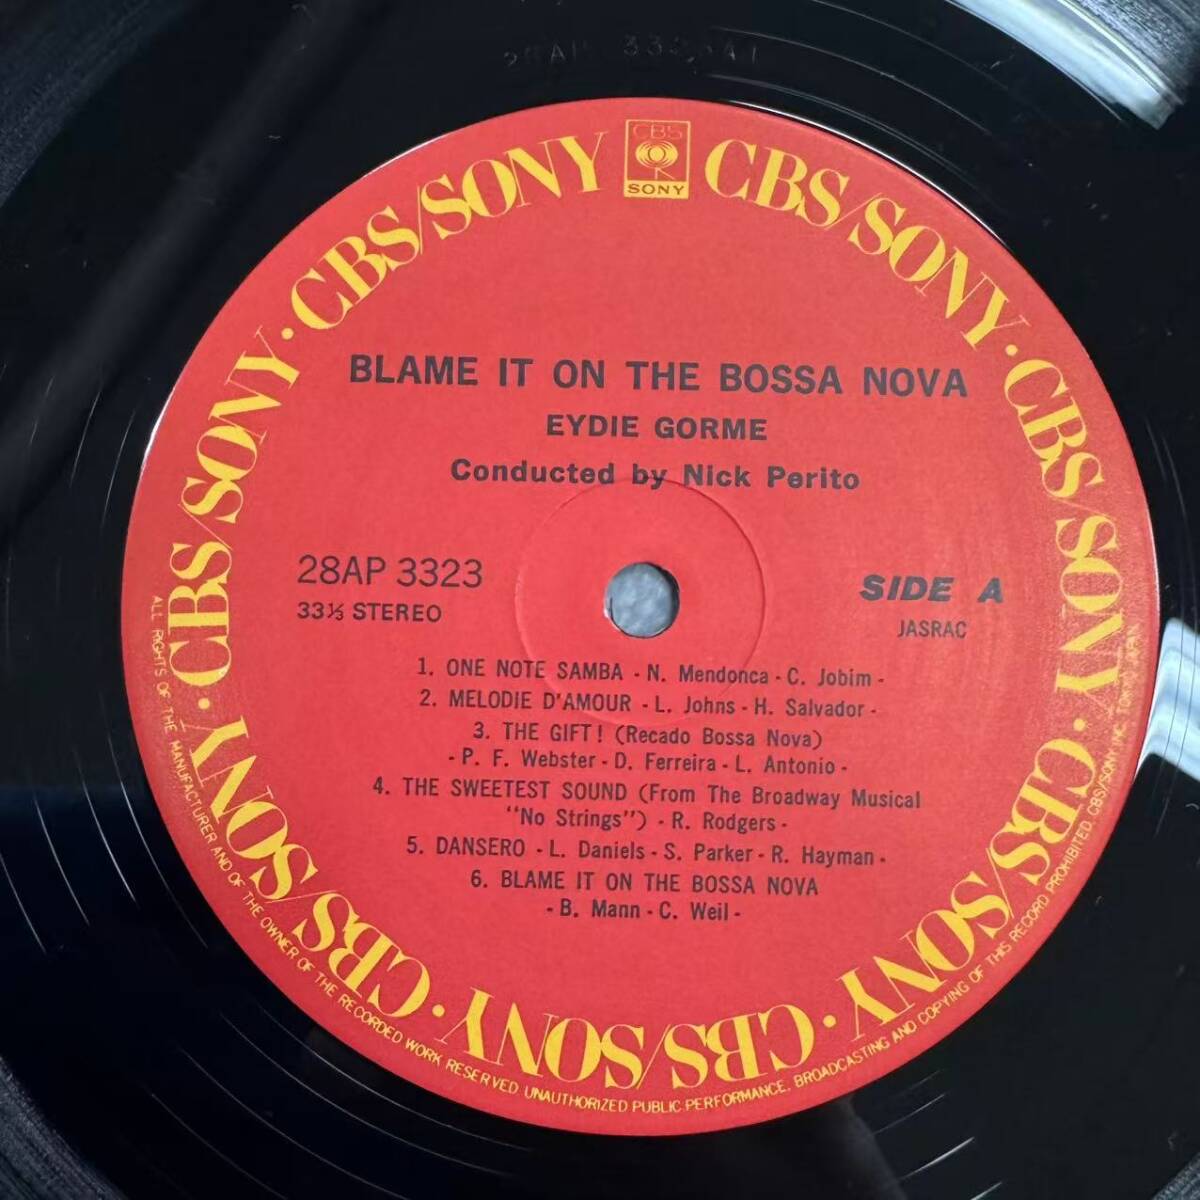 CBS
SONY
CBS/SONY · CBS/SONY · CBS/SONY · CBS/SONY · CBS/SONY · CBS/SONY · CBS/SONY · CBS/SONY
BLAME IT ON THE BOSSA NOVA
EYDIE GORME
Conducted by Nick Perito
28AP 3323
33⅓ STEREO
SIDE A
JASRAC
1. ONE NOTE SAMBA - N. Mendonca - C. Jobim -
2. MELODIE D'AMOUR - L. Johns - H. Salvador -
3. THE GIFT! (Recado Bossa Nova)
- P. F. Webster - D. Ferreira - L. Antonio -
4. THE SWEETEST SOUND (From The Broadway Musical
"No Strings") - R. Rodgers -
5. DANSERO - L. Daniels - S. Parker - R. Hayman -
6. BLAME IT ON THE BOSSA NOVA
- B. Mann - C. Weil -
ALL RIGHTS OF THE MANUFACTURER AND OF THE OWNER OF THE RECORDED WORK RESERVED UNAUTHORIZED PUBLIC PERFORMANCE, BROADCASTING AND COPYING OF THIS RECORD PROHIBITED. CBS/SONY INC. TOKYO JAPAN